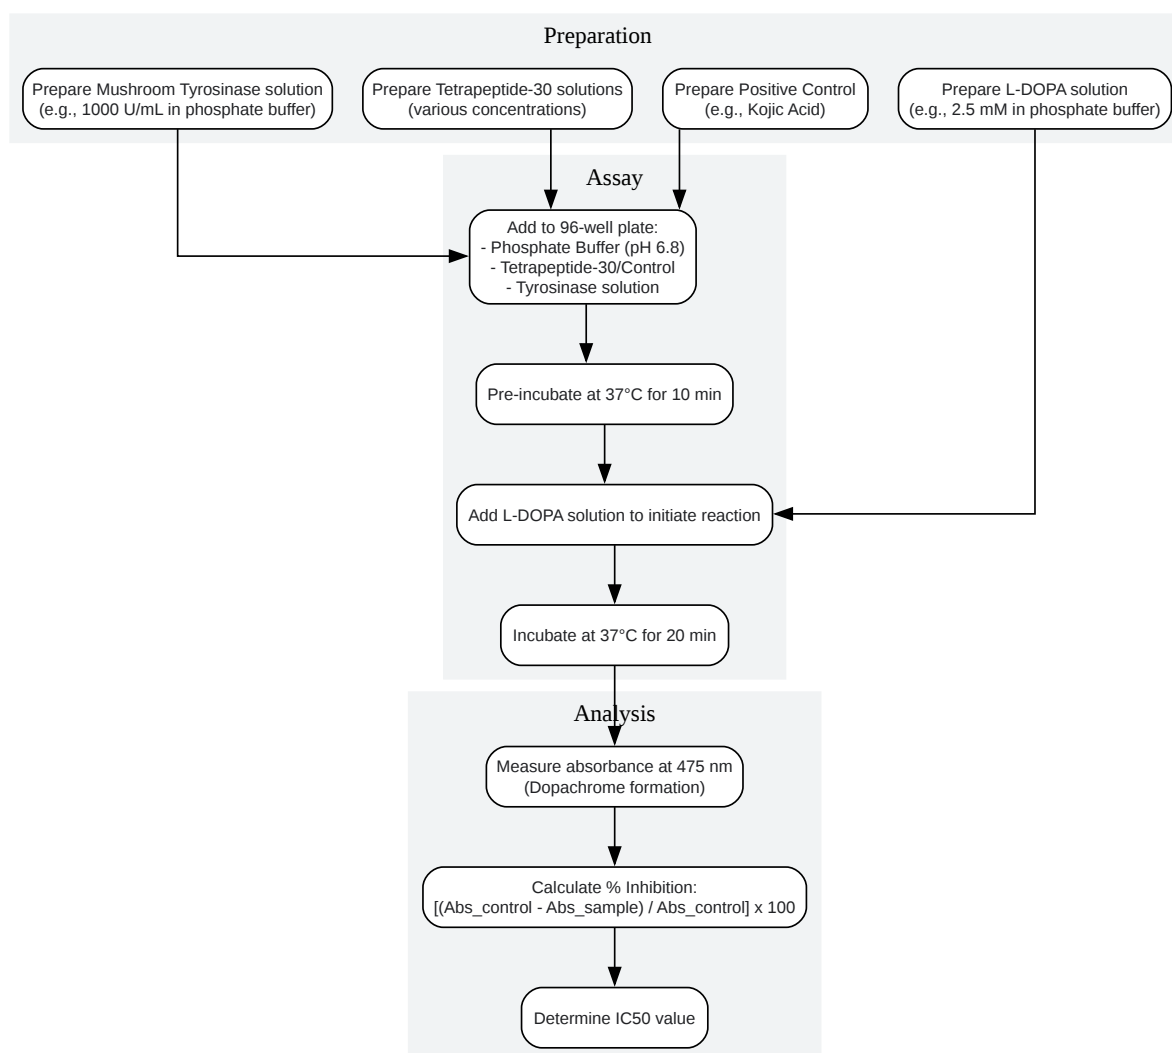 Preparation
Prepare Mushroom Tyrosinase solution
(e.g., 1000 U/mL in phosphate buffer)
Prepare Tetrapeptide-30 solutions
(various concentrations)
Prepare Positive Control
(e.g., Kojic Acid)
Prepare L-DOPA solution
(e.g., 2.5 mM in phosphate buffer)
Assay
Add to 96-well plate:
- Phosphate Buffer (pH 6.8)
- Tetrapeptide-30/Control
- Tyrosinase solution
Pre-incubate at 37°C for 10 min
Add L-DOPA solution to initiate reaction
Incubate at 37°C for 20 min
Analysis
Measure absorbance at 475 nm
(Dopachrome formation)
Calculate % Inhibition:
[(Abs_control - Abs_sample) / Abs_control] x 100
Determine IC50 value